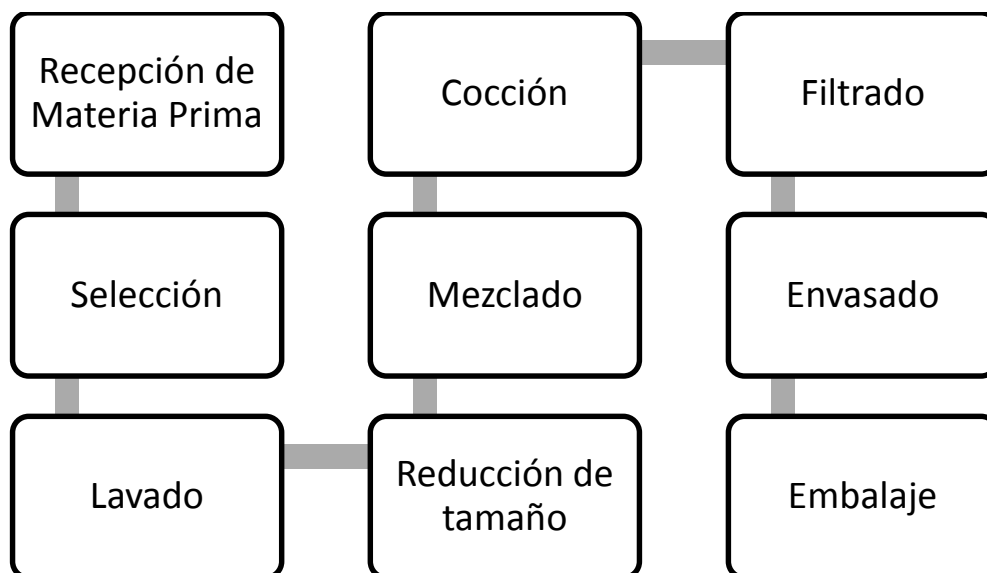 Recepción de
Materia Prima
Selección
Lavado
Reducción de
tamaño
Mezclado
Cocción
Filtrado
Envasado
Embalaje